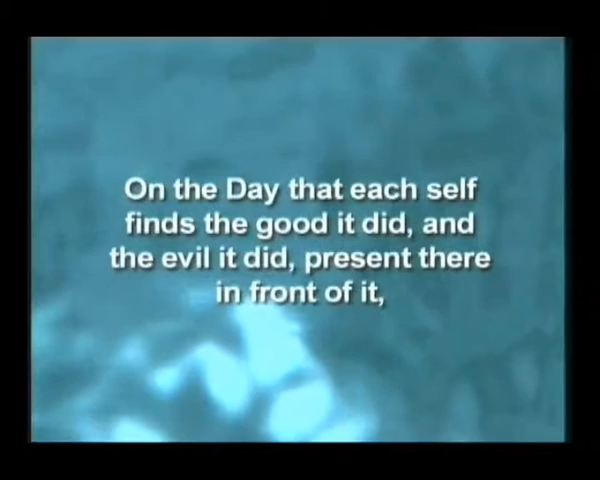 On the Day that each self
finds the good it did, and
the evil it did, present there
in front of it,